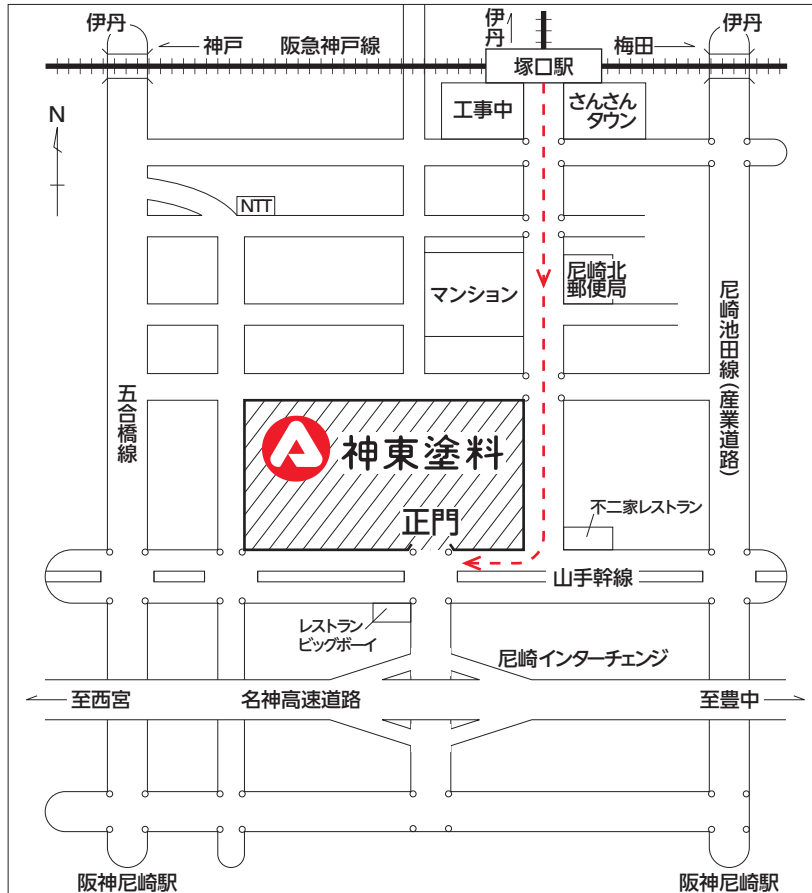 伊丹
神戸
阪急神戸線
伊丹
梅田
伊丹
塚口駅
N
工事中
さんさん
タウン
NTT
マンション
尼崎北
郵便局
尼崎池田線(産業道路)
五合橋線
神東塗料
正門
不二家レストラン
山手幹線
レストラン
ビッグボーイ
尼崎インターチェンジ
至西宮
名神高速道路
至豊中
阪神尼崎駅
阪神尼崎駅